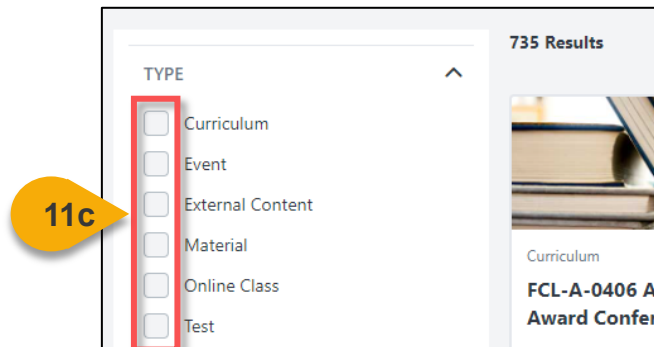 735 Results
TYPE
Curriculum
Event
External Content
Material
Online Class
Test
11c
Curriculum
FCL-A-0406 A
Award Confer